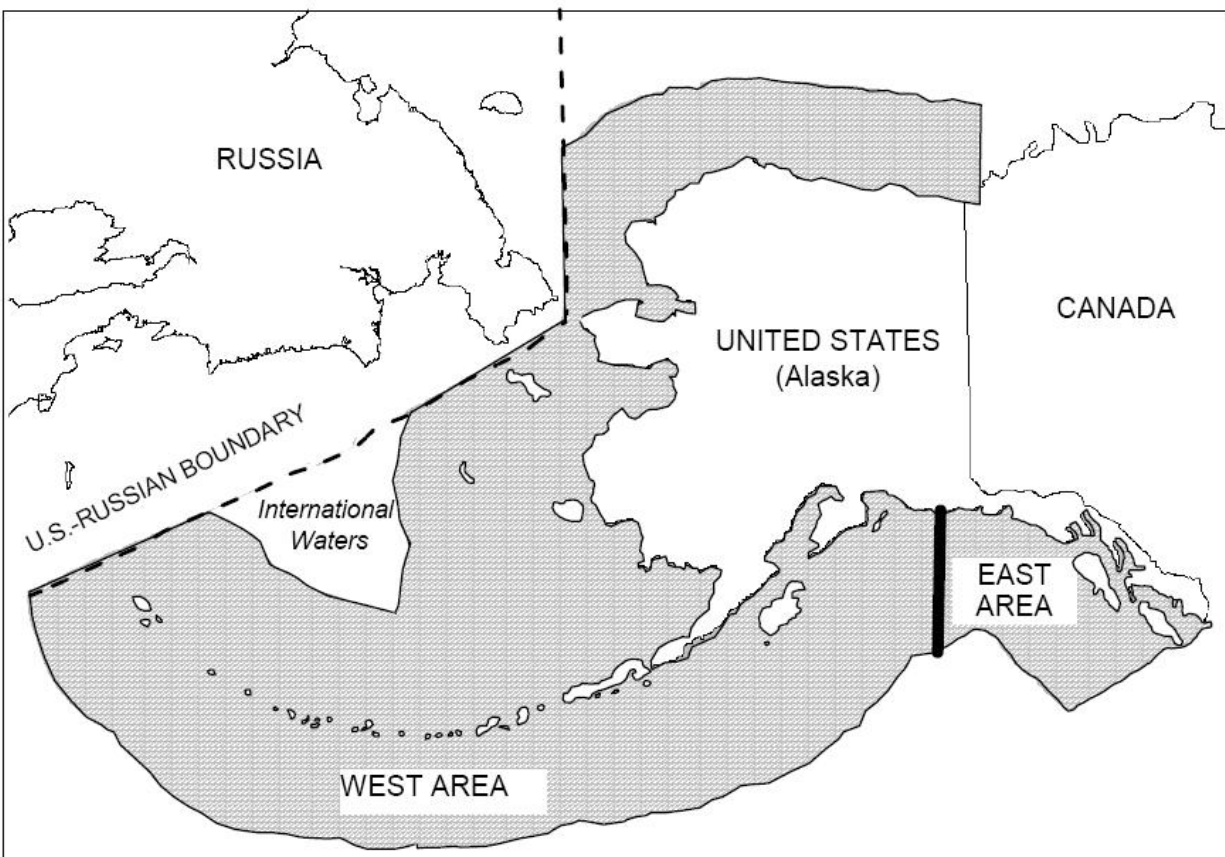 RUSSIA
CANADA
UNITED STATES
(Alaska)
U.S.-RUSSIAN BOUNDARY
International
Waters
EAST
AREA
WEST AREA